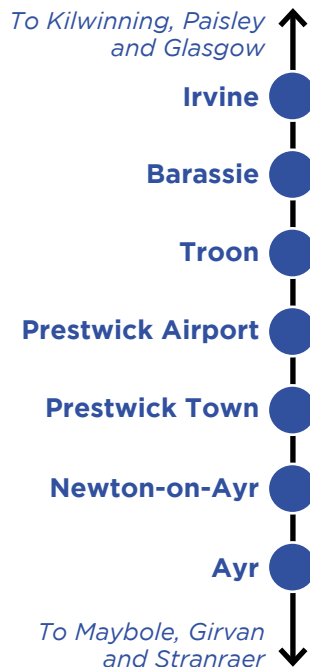 To Kilwinning, Paisley
and Glasgow
Irvine
Barassie
Troon
Prestwick Airport
Prestwick Town
Newton-on-Ayr
Ayr
To Maybole, Girvan
and Stranraer